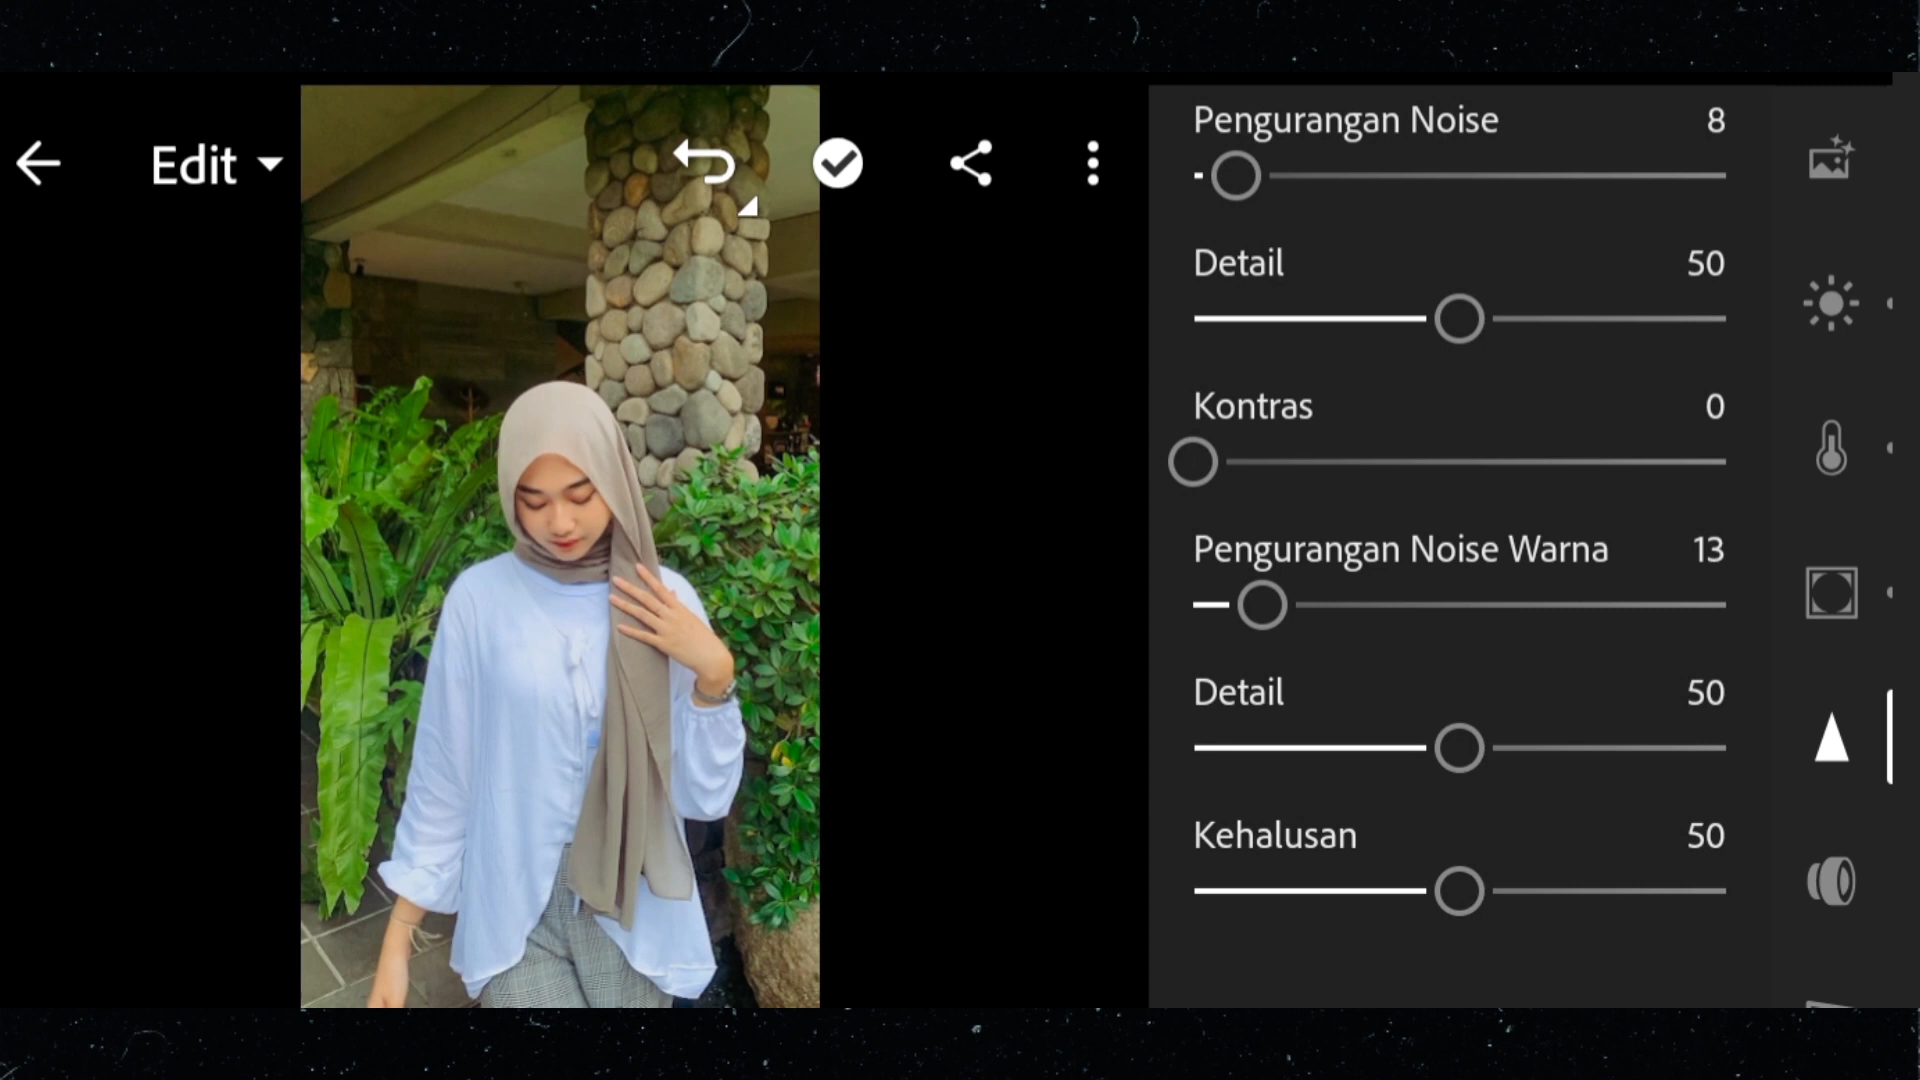 Edit
Pengurangan Noise 8
Detail 50
Kontras 0
Pengurangan Noise Warna 13
Detail 50
Kehalusan 50